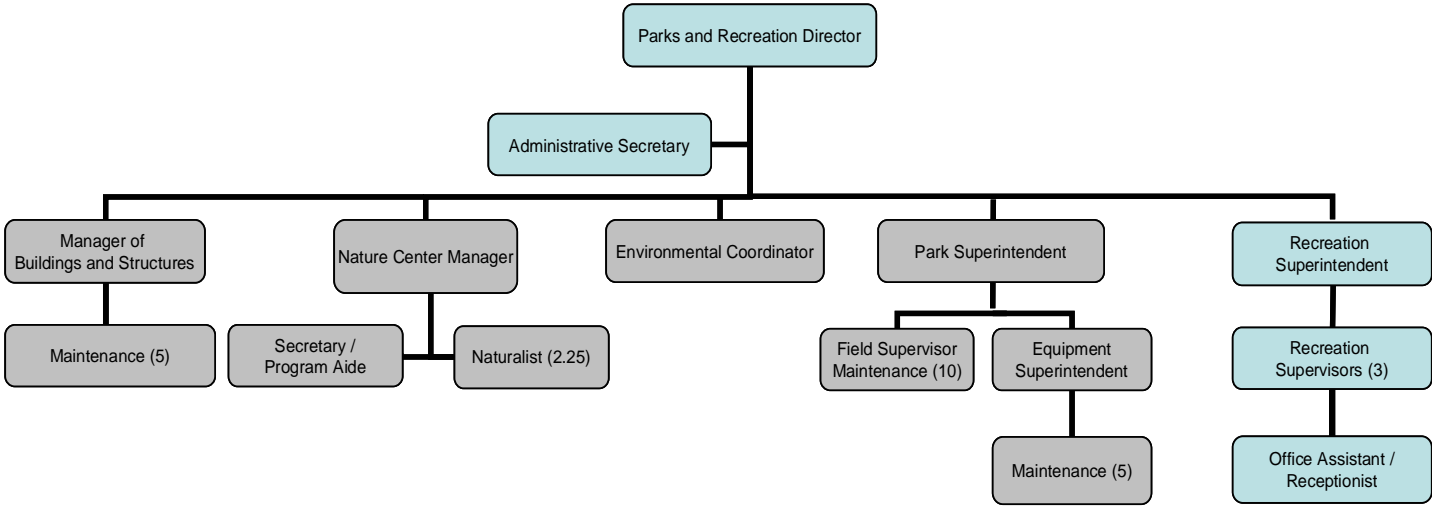 Parks and Recreation Director
Administrative Secretary
Manager of
Buildings and Structures
Nature Center Manager
Environmental Coordinator
Park Superintendent
Recreation
Superintendent
Maintenance (5)
Secretary /
Program Aide
Naturalist (2.25)
Field Supervisor
Maintenance (10)
Equipment
Superintendent
Recreation
Supervisors (3)
Maintenance (5)
Office Assistant /
Receptionist